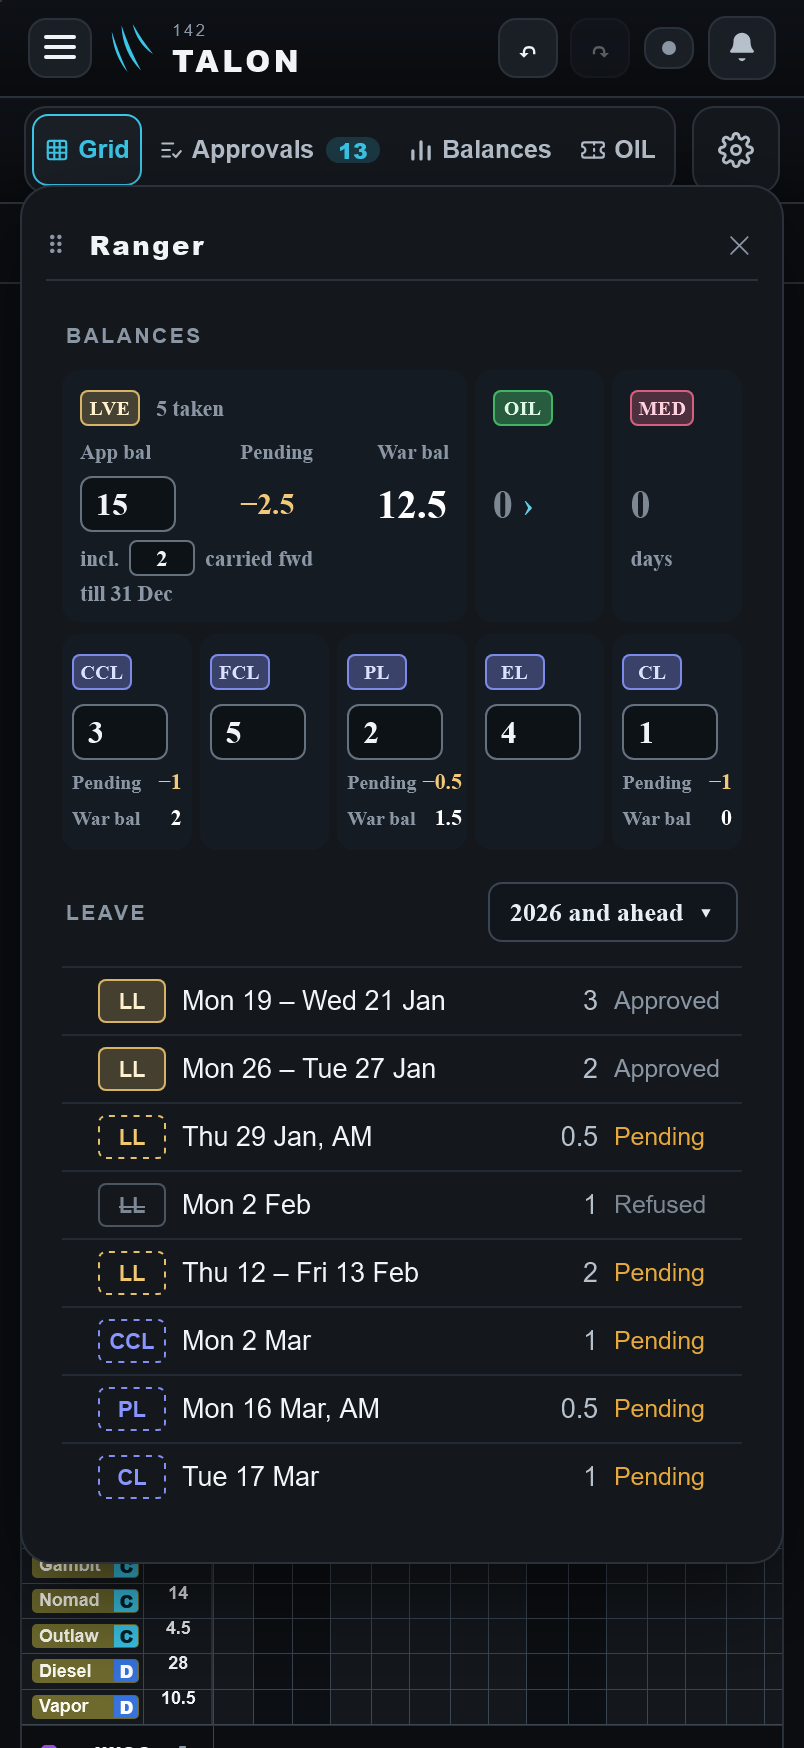 142
TALON
Grid
Approvals 13
Balances
OIL
Ranger
BALANCES
LVE 5 taken
App bal Pending War bal
15 −2.5 12.5
incl. 2 carried fwd
till 31 Dec
OIL
0 ›
MED
0
days
CCL
3
Pending −1
War bal 2
FCL
5
PL
2
Pending −0.5
War bal 1.5
EL
4
CL
1
Pending −1
War bal 0
LEAVE
2026 and ahead ▼
LL Mon 19 – Wed 21 Jan 3 Approved
LL Mon 26 – Tue 27 Jan 2 Approved
LL Thu 29 Jan, AM 0.5 Pending
LL Mon 2 Feb 1 Refused
LL Thu 12 – Fri 13 Feb 2 Pending
CCL Mon 2 Mar 1 Pending
PL Mon 16 Mar, AM 0.5 Pending
CL Tue 17 Mar 1 Pending
Gambit C
Nomad C 14
Outlaw C 4.5
Diesel D 28
Vapor D 10.5